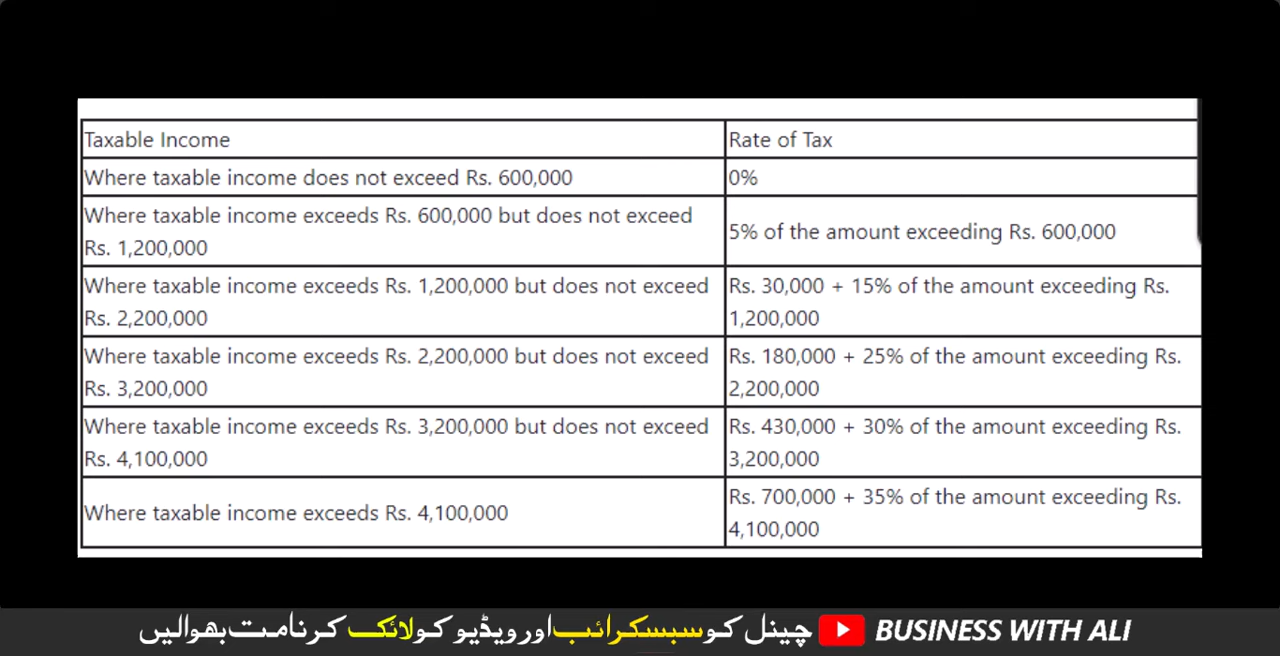 Taxable Income
Rate of Tax
Where taxable income does not exceed Rs. 600,000
0%
Where taxable income exceeds Rs. 600,000 but does not exceed
Rs. 1,200,000
5% of the amount exceeding Rs. 600,000
Where taxable income exceeds Rs. 1,200,000 but does not exceed
Rs. 2,200,000
Rs. 30,000 + 15% of the amount exceeding Rs.
1,200,000
Where taxable income exceeds Rs. 2,200,000 but does not exceed
Rs. 3,200,000
Rs. 180,000 + 25% of the amount exceeding Rs.
2,200,000
Where taxable income exceeds Rs. 3,200,000 but does not exceed
Rs. 4,100,000
Rs. 430,000 + 30% of the amount exceeding Rs.
3,200,000
Where taxable income exceeds Rs. 4,100,000
Rs. 700,000 + 35% of the amount exceeding Rs.
4,100,000
چینل کو سبسکرائب اور ویڈیو کو لائک کرنا مت بھوالیں
BUSINESS WITH ALI